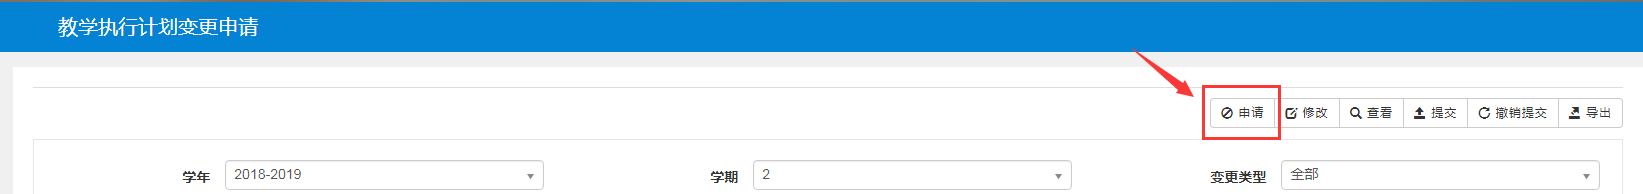 教学执行计划变更申请
申请 修改 查看 提交 撤销提交 导出
学年 2018-2019 学期 2 变更类型 全部